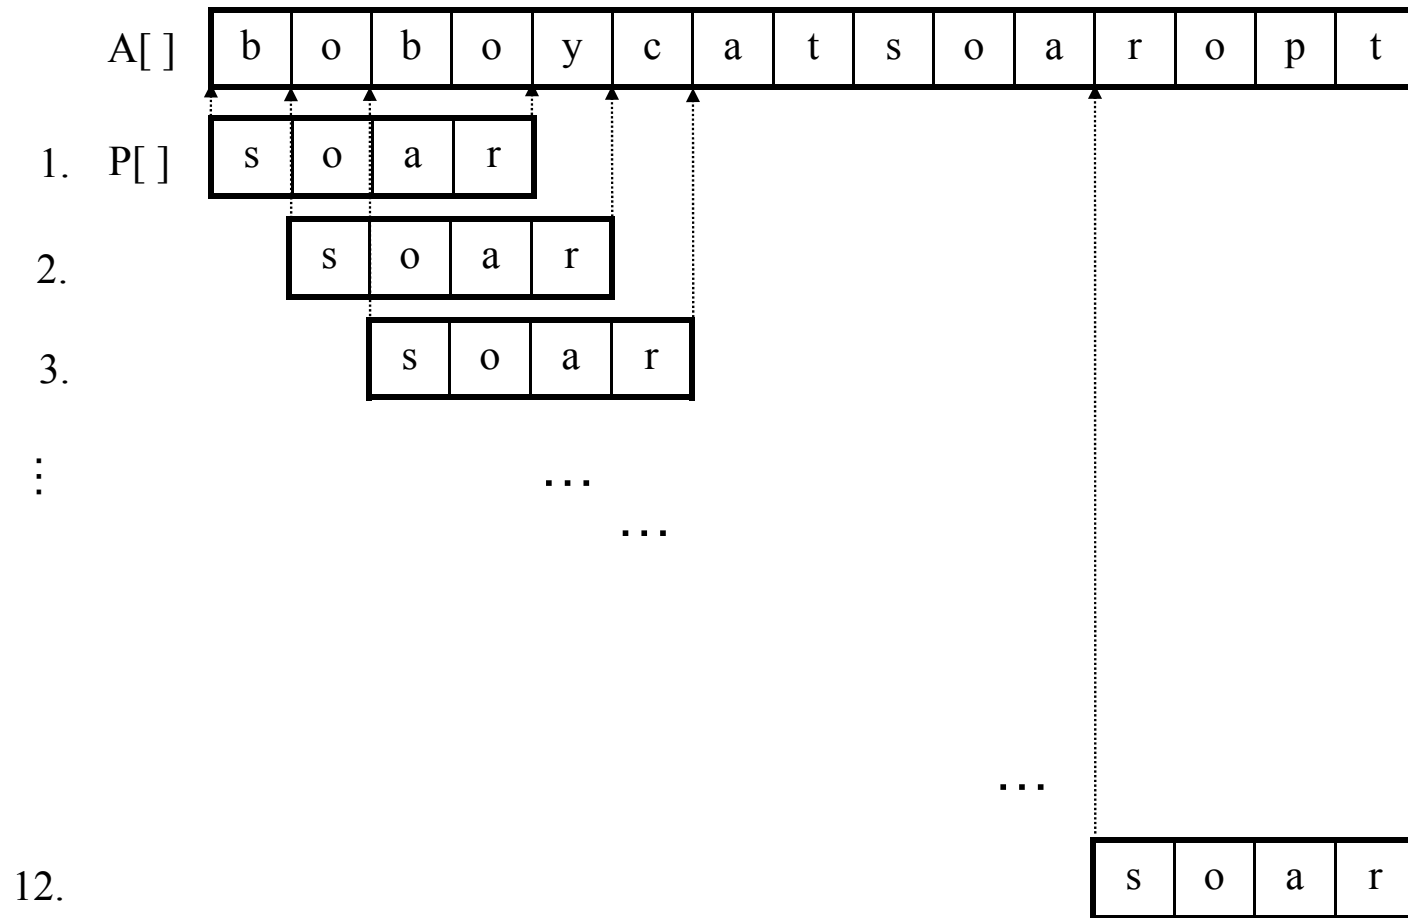 A[ ] b o b o y c a t s o a r o p t
1. P[ ] s o a r
2. s o a r
3. s o a r
⋮ ...
...
...
12. s o a r